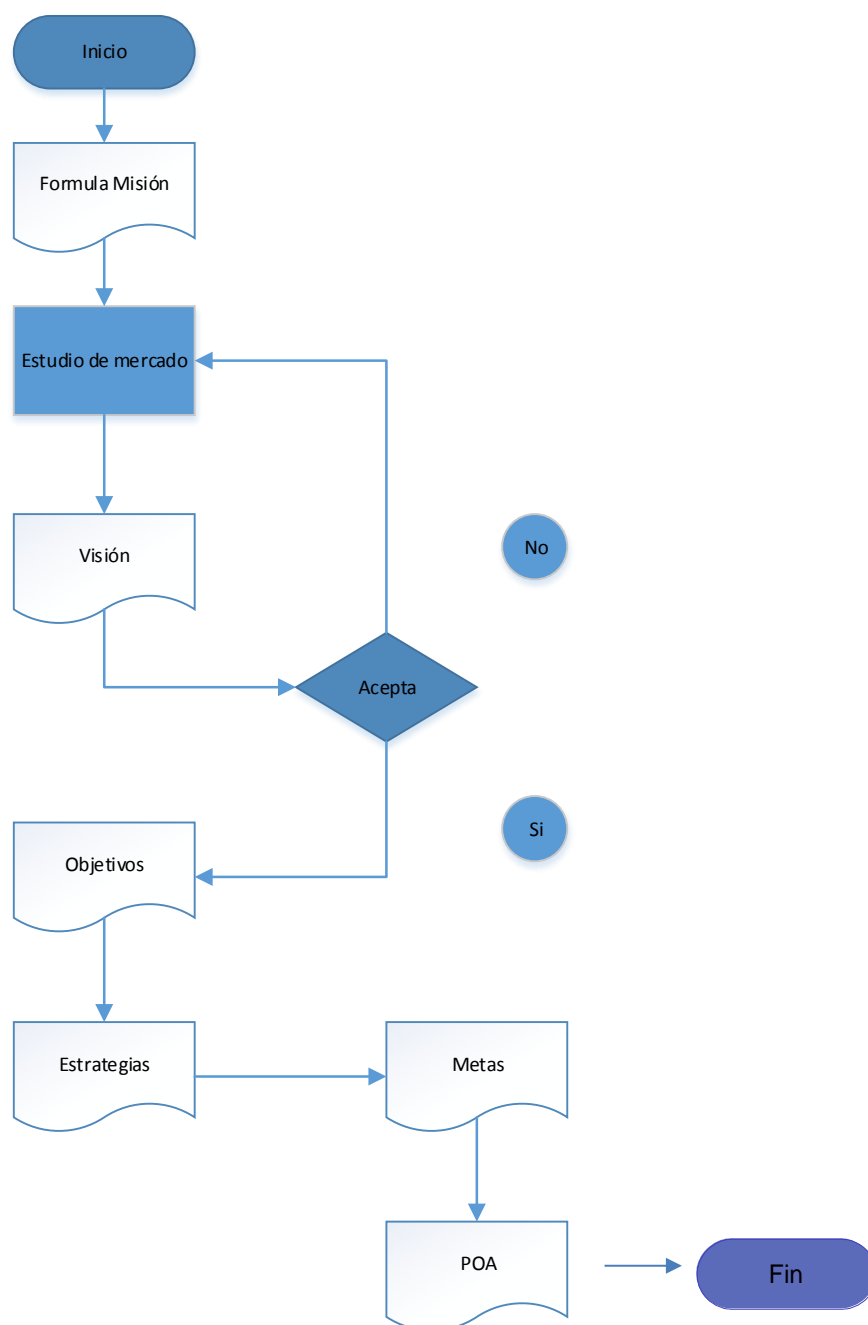 Inicio
Formula Misión
Estudio de mercado
Visión
No
Acepta
Si
Objetivos
Estrategias
Metas
POA
Fin